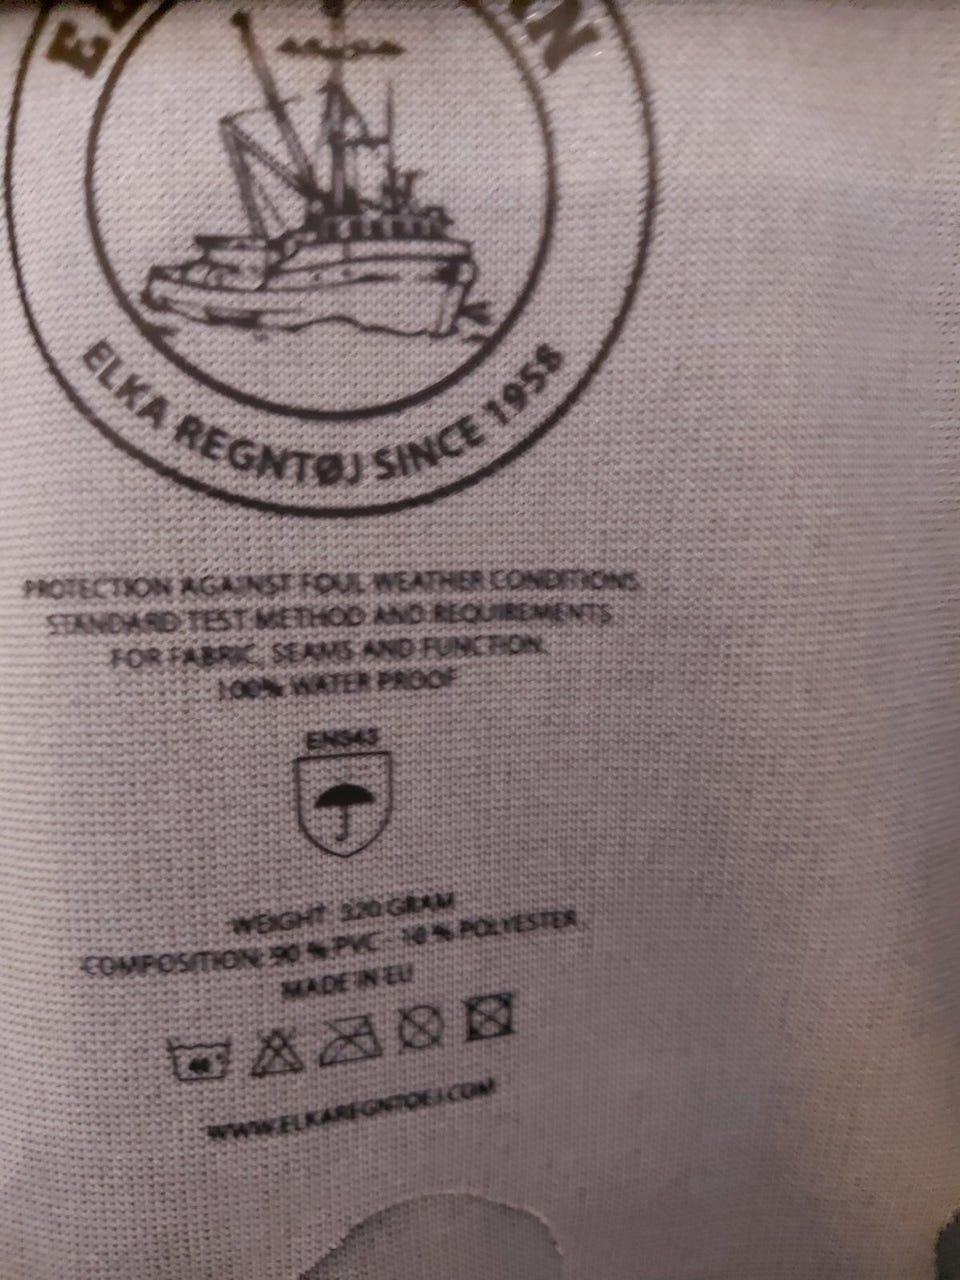 ELKA REGNTØJ SINCE 1958
PROTECTION AGAINST FOUL WEATHER CONDITIONS
STANDARD TEST METHOD AND REQUIREMENTS
FOR FABRIC, SEAMS AND FUNCTION.
100% WATER PROOF
EN343
WEIGHT: 320 GRAM
COMPOSITION: 90 % PVC - 10 % POLYESTER
MADE IN EU
40°
WWW.ELKAREGNTOEJ.COM